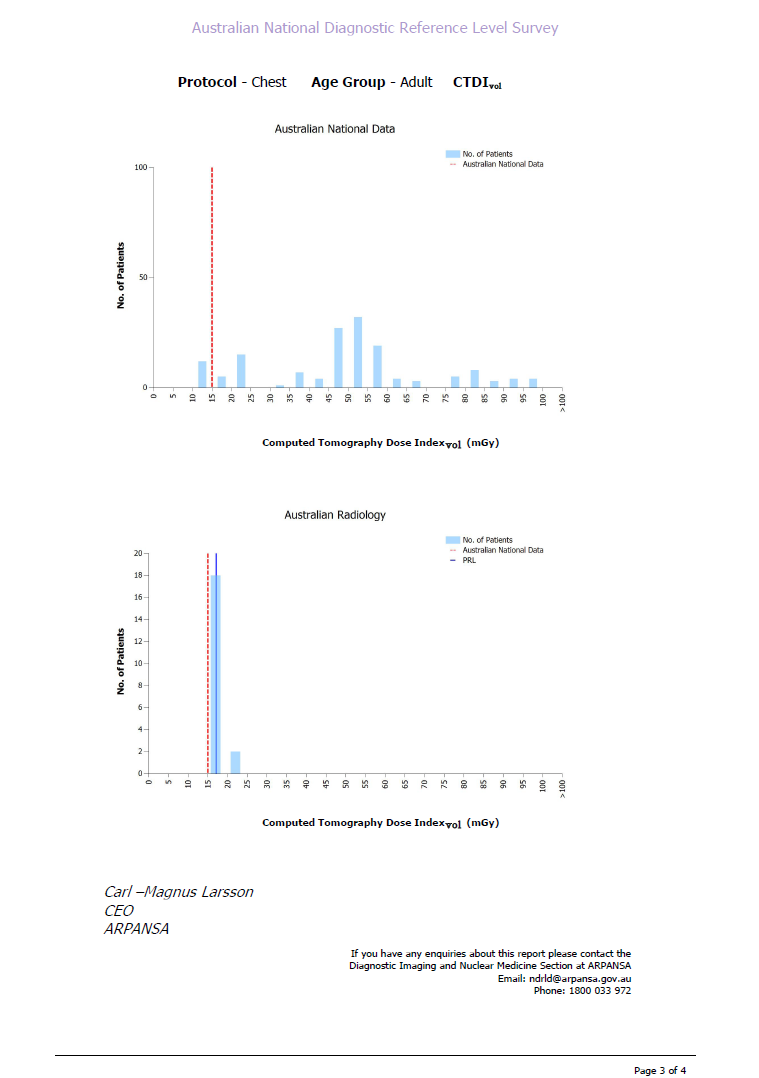 Australian National Diagnostic Reference Level Survey
Protocol - Chest Age Group - Adult CTDIvol
Australian National Data
No. of Patients
Australian National Data
100
50
0
No. of Patients
0 5 10 15 20 25 30 35 40 45 50 55 60 65 70 75 80 85 90 95 100 >100
Computed Tomography Dose Indexvol (mGy)
Australian Radiology
No. of Patients
Australian National Data
PRL
20
18
16
14
12
10
8
6
4
2
0
No. of Patients
0 5 10 15 20 25 30 35 40 45 50 55 60 65 70 75 80 85 90 95 100 >100
Computed Tomography Dose Indexvol (mGy)
Carl –Magnus Larsson
CEO
ARPANSA
If you have any enquiries about this report please contact the
Diagnostic Imaging and Nuclear Medicine Section at ARPANSA
Email: ndrld@arpansa.gov.au
Phone: 1800 033 972
Page 3 of 4